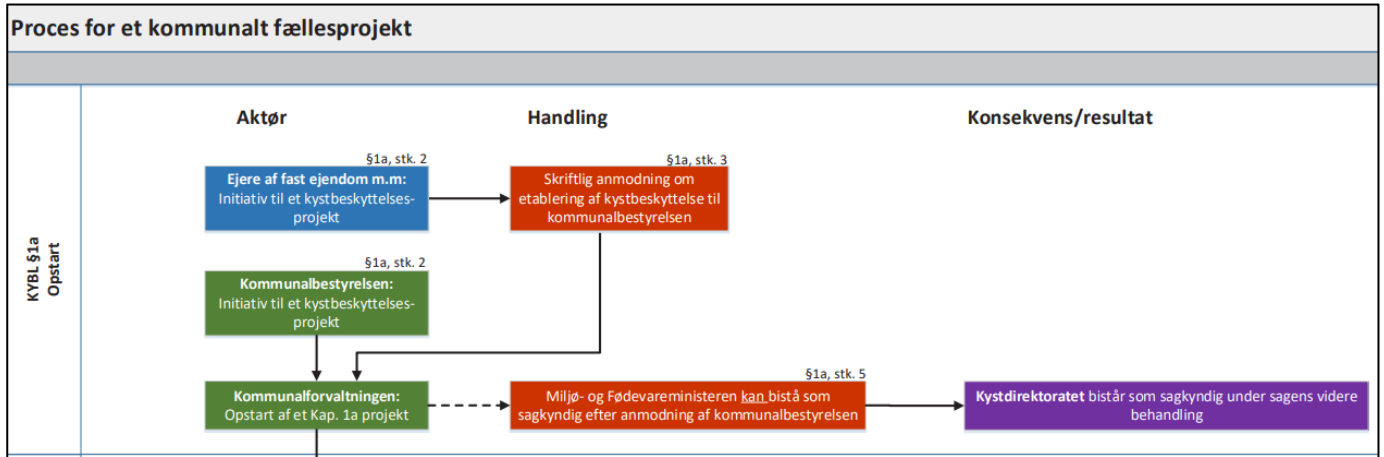 Proces for et kommunalt fællesprojekt
Aktør
Handling
Konsekvens/resultat
KYBL §1a
Opstart
§1a, stk. 2
Ejere af fast ejendom m.m:
Initiativ til et kystbeskyttelses-
projekt
§1a, stk. 3
Skriftlig anmodning om
etablering af kystbeskyttelse til
kommunalbestyrelsen
§1a, stk. 2
Kommunalbestyrelsen:
Initiativ til et kystbeskyttelses-
projekt
Kommunalforvaltningen:
Opstart af et Kap. 1a projekt
§1a, stk. 5
Miljø- og Fødevareministeren kan bistå som
sagkyndig efter anmodning af kommunalbestyrelsen
Kystdirektoratet bistår som sagkyndig under sagens videre
behandling